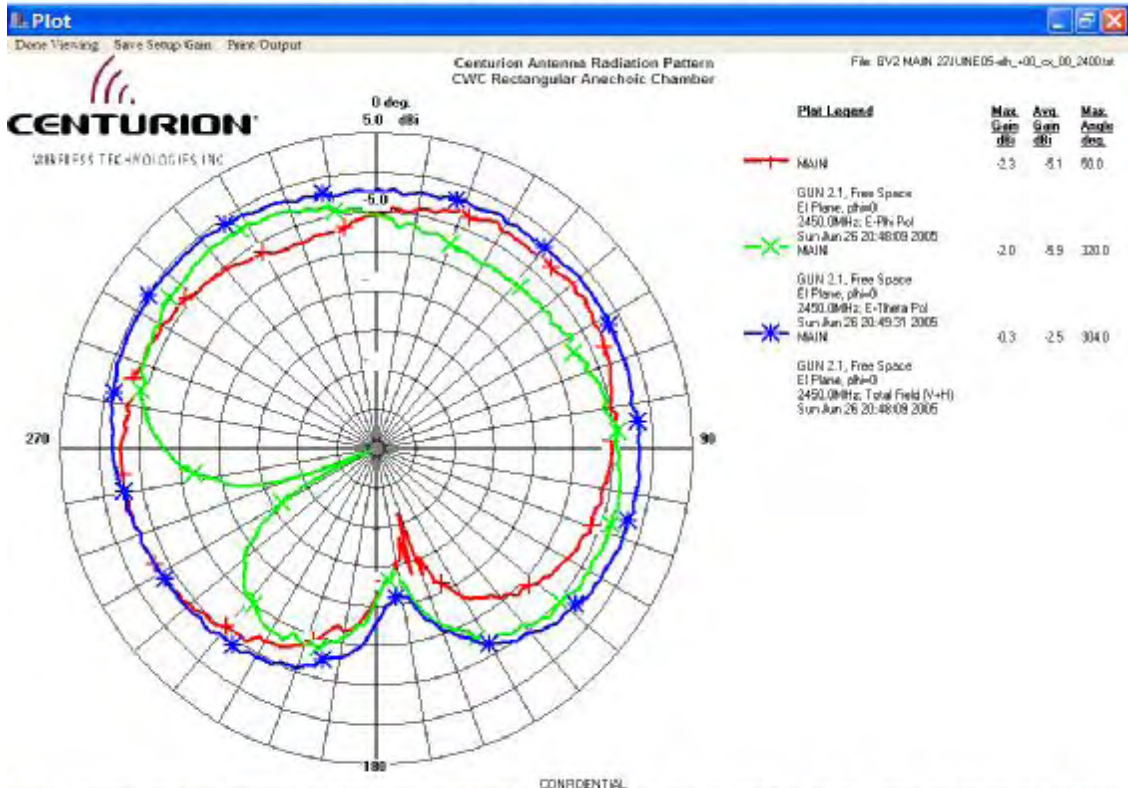 Plot
Done Viewing Save Setup/Gain Print Output
Centurion Antenna Radiation Pattern
CWC Rectangular Anechoic Chamber
CENTURION
WIRELESS TECHNOLOGIES INC.
0 deg.
5.0 dBi
-5.0
270
90
180
Plot Legend Max. Gain dBi Avg. Gain dBi Max. Angle deg.
MAIN -2.3
GUN 2.1, Free Space
El Plane, phi=0
2450.0MHz; E-Phi Pol
Sun Jun 26 20:48:09 2005
MAIN -2.0 320.0
GUN 2.1, Free Space
El Plane, phi=0
2450.0MHz; E-Theta Pol
Sun Jun 26 20:49:31 2005
MAIN -0.3 -2.5 304.0
GUN 2.1, Free Space
El Plane, phi=0
2450.0MHz; Total Field (V+H)
Sun Jun 26 20:48:09 2005
CONFIDENTIAL